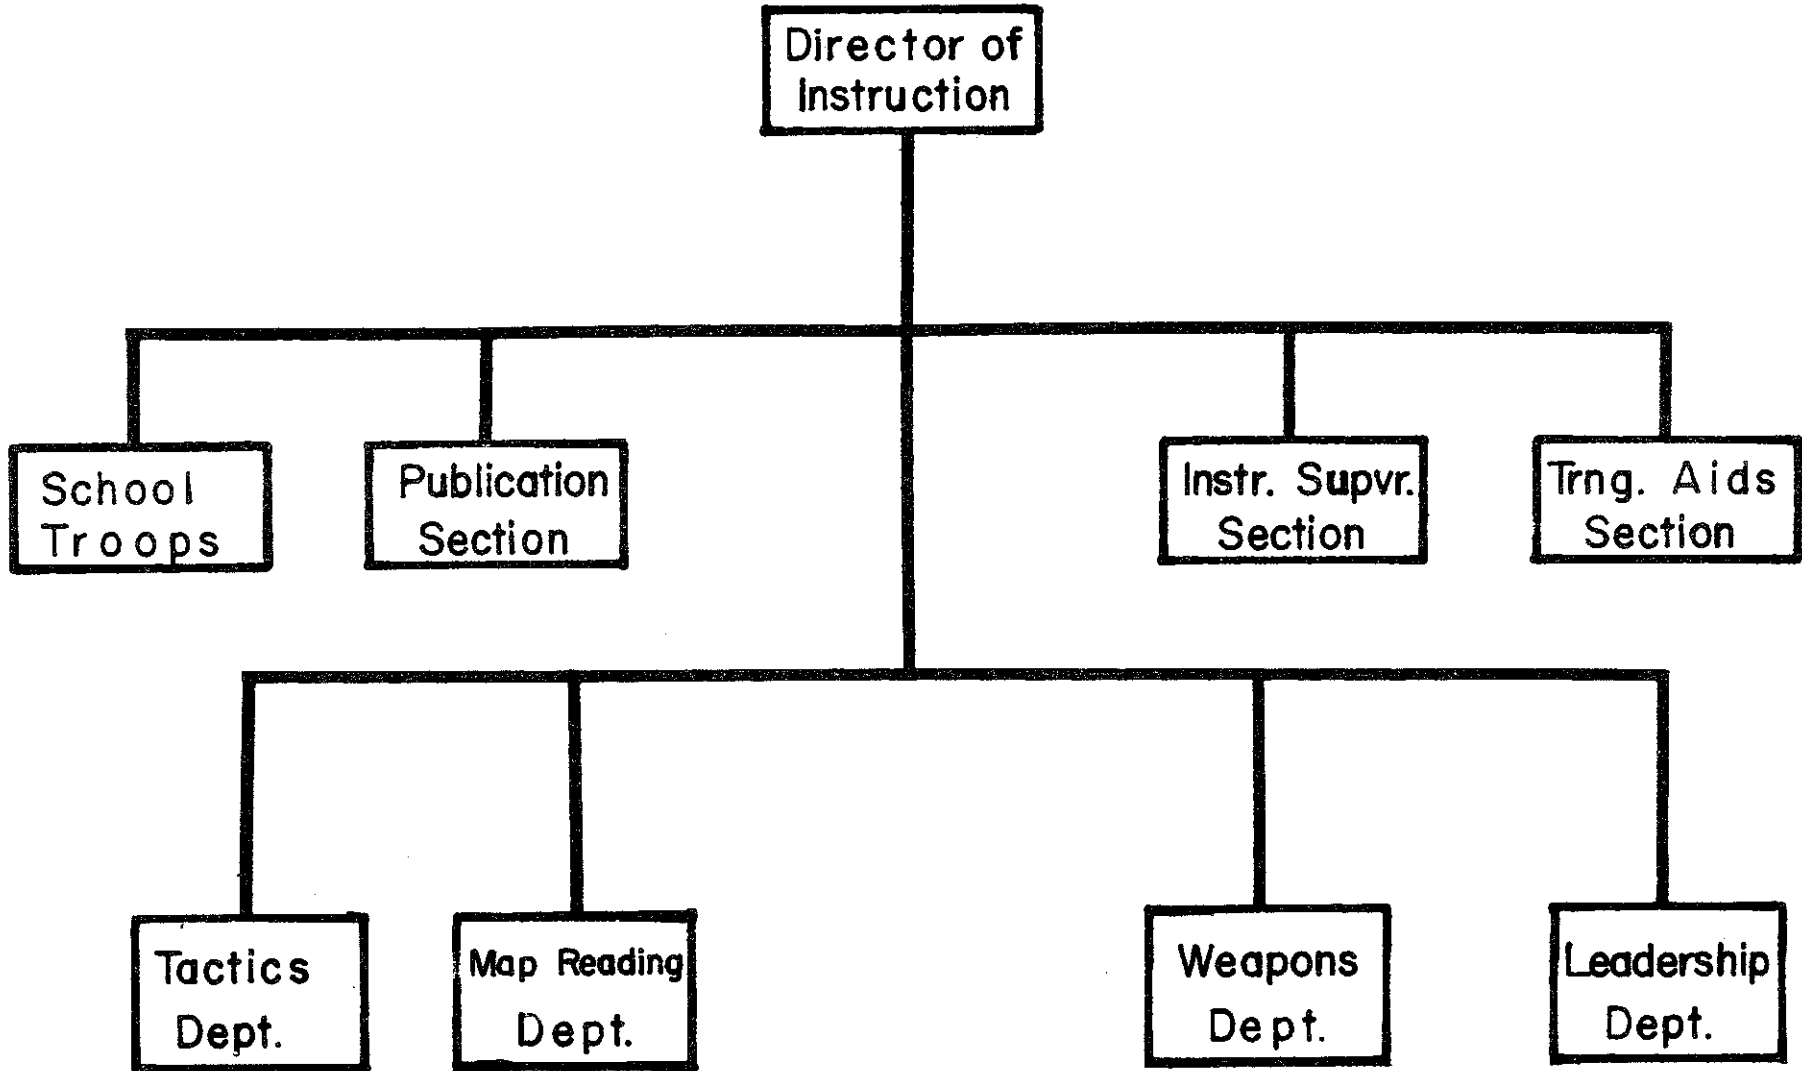 Director of
Instruction
School
Troops
Publication
Section
Instr. Supvr.
Section
Trng. Aids
Section
Tactics
Dept.
Map Reading
Dept.
Weapons
Dept.
Leadership
Dept.